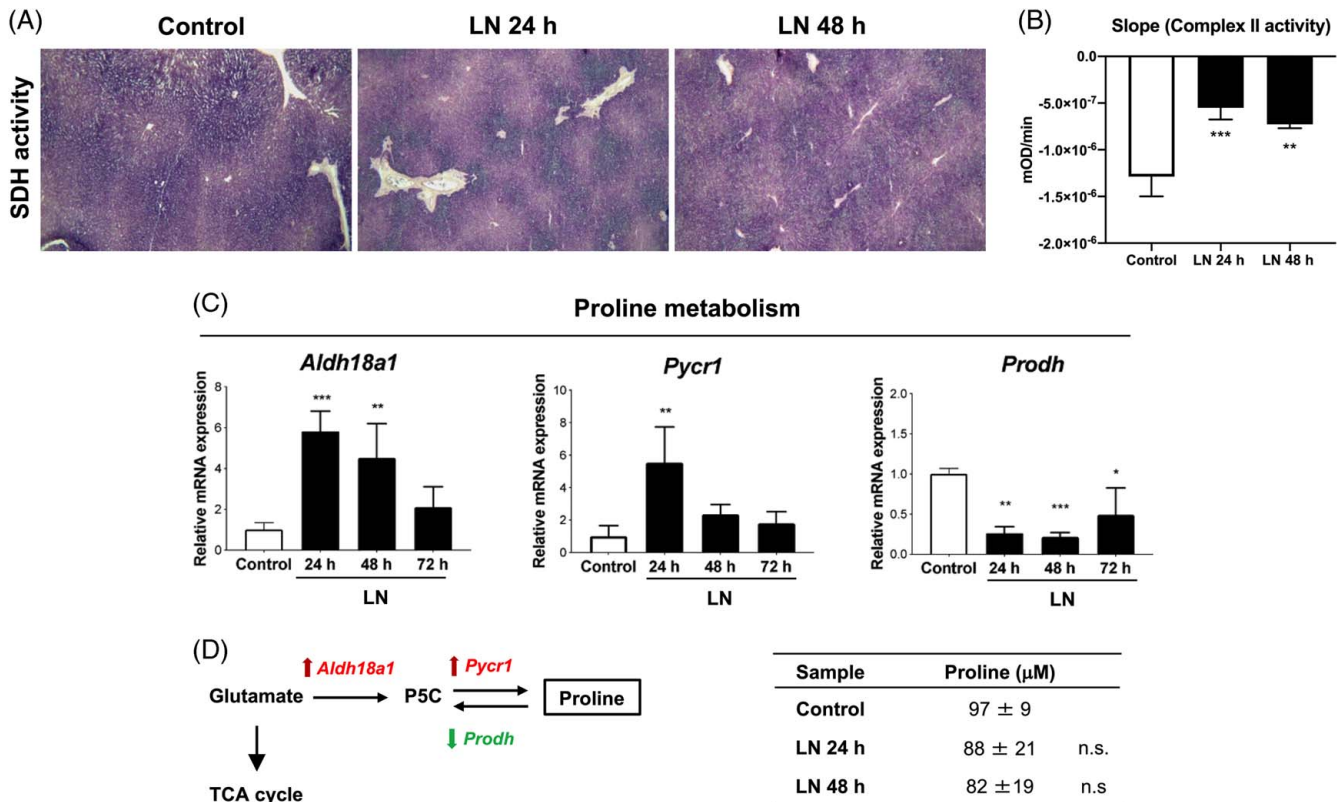 (A)
Control
LN 24 h
LN 48 h
SDH activity
(B)
Slope (Complex II activity)
mOD/min
0.0
-5.0×10⁻⁷
-1.0×10⁻⁶
-1.5×10⁻⁶
-2.0×10⁻⁶
***
**
Control
LN 24 h
LN 48 h
(C)
Proline metabolism
Aldh18a1
Relative mRNA expression
8
6
4
2
0
***
**
Control
24 h
48 h
72 h
LN
Pycr1
Relative mRNA expression
10
8
6
4
2
0
**
Control
24 h
48 h
72 h
LN
Prodh
Relative mRNA expression
2.0
1.5
1.0
0.5
0.0
**
***
*
Control
24 h
48 h
72 h
LN
(D)
Aldh18a1
Pycr1
Glutamate
P5C
Proline
Prodh
TCA cycle
Sample Proline (μM)
Control 97 ± 9
LN 24 h 88 ± 21 n.s.
LN 48 h 82 ±19 n.s